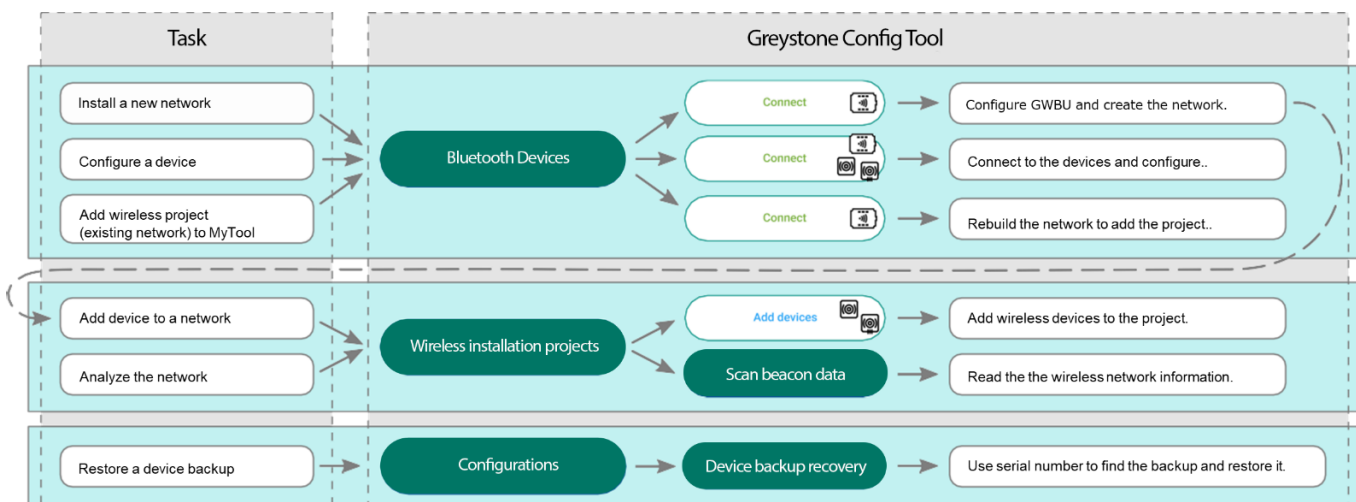 Task
Greystone Config Tool
Install a new network
Configure a device
Add wireless project
(existing network) to MyTool
Bluetooth Devices
Connect
Configure GWBU and create the network.
Connect
Connect to the devices and configure..
Connect
Rebuild the network to add the project..
Add device to a network
Analyze the network
Wireless installation projects
Add devices
Add wireless devices to the project.
Scan beacon data
Read the the wireless network information.
Restore a device backup
Configurations
Device backup recovery
Use serial number to find the backup and restore it.